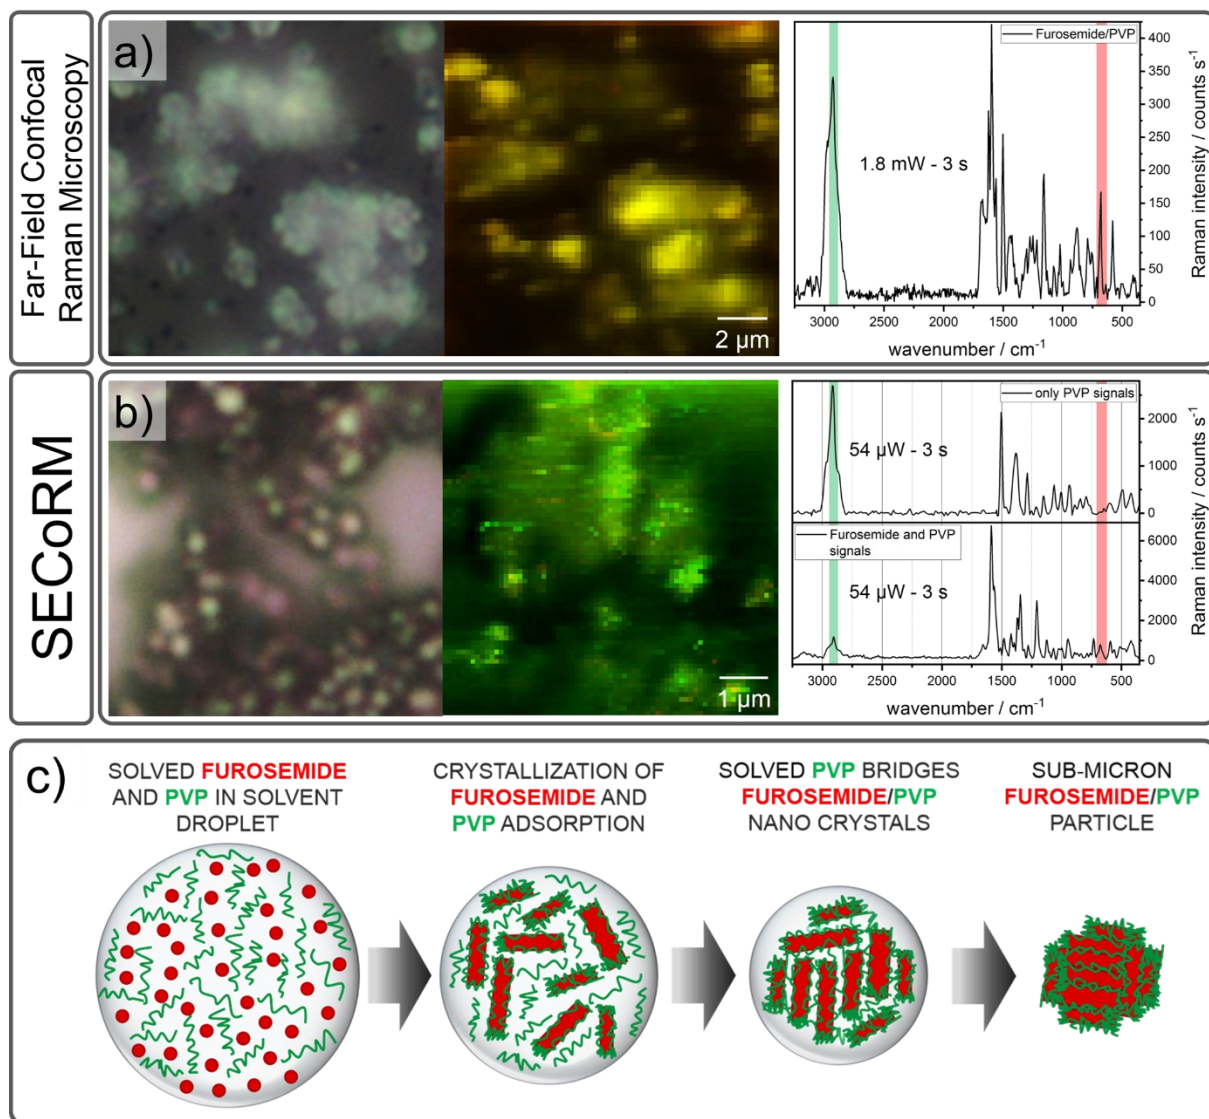 Far-Field Confocal
Raman Microscopy
a)
2 µm
Furosemide/PVP
1.8 mW - 3 s
400
350
300
250
200
150
100
50
0
Raman intensity / counts s⁻¹
3000 2500 2000 1500 1000 500
wavenumber / cm⁻¹
SECoRM
b)
1 µm
only PVP signals
54 µW - 3 s
2000
1000
0
Furosemide and PVP
signals
54 µW - 3 s
6000
4000
2000
0
Raman intensity / counts s⁻¹
3000 2500 2000 1500 1000 500
wavenumber / cm⁻¹
c)
SOLVED FUROSEMIDE
AND PVP IN SOLVENT
DROPLET
CRYSTALLIZATION OF
FUROSEMIDE AND
PVP ADSORPTION
SOLVED PVP BRIDGES
FUROSEMIDE/PVP
NANO CRYSTALS
SUB-MICRON
FUROSEMIDE/PVP
PARTICLE